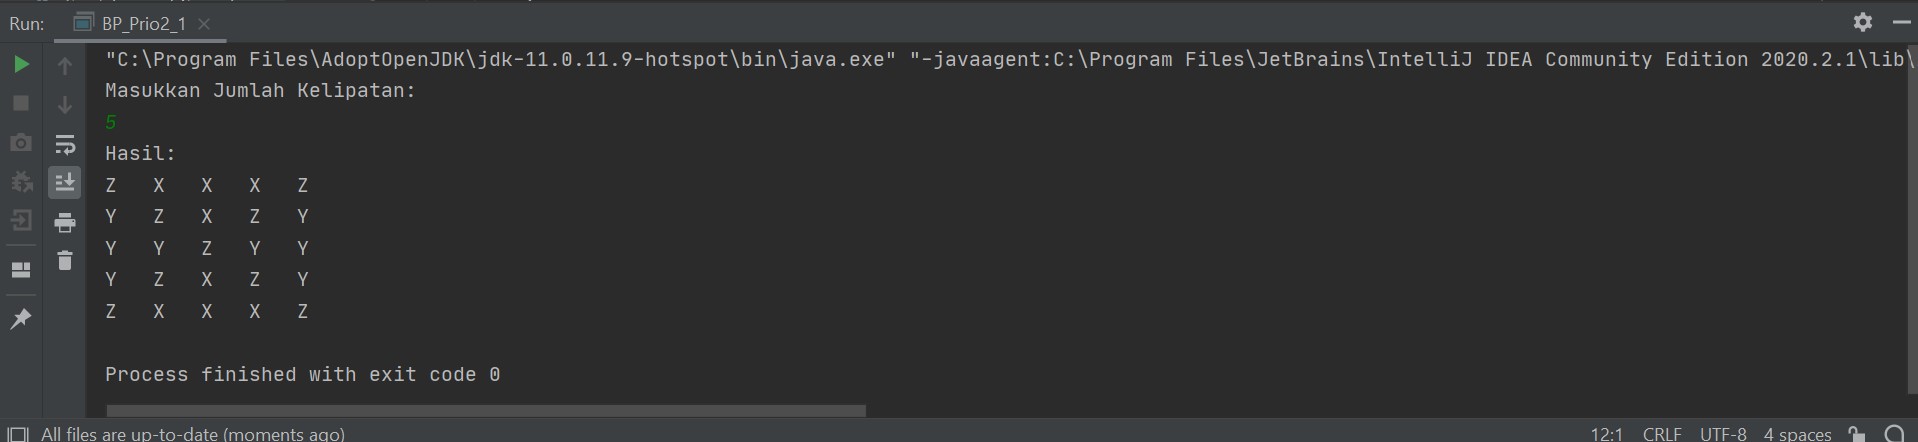 Run: BP_Prio2_1
"C:\Program Files\AdoptOpenJDK\jdk-11.0.11.9-hotspot\bin\java.exe" "-javaagent:C:\Program Files\JetBrains\IntelliJ IDEA Community Edition 2020.2.1\lib\
Masukkan Jumlah Kelipatan:
5
Hasil:
Z X X X Z
Y Z X Z Y
Y Y Z Y Y
Y Z X Z Y
Z X X X Z
Process finished with exit code 0
All files are up-to-date (moments ago) 12:1 CRLF UTF-8 4 spaces